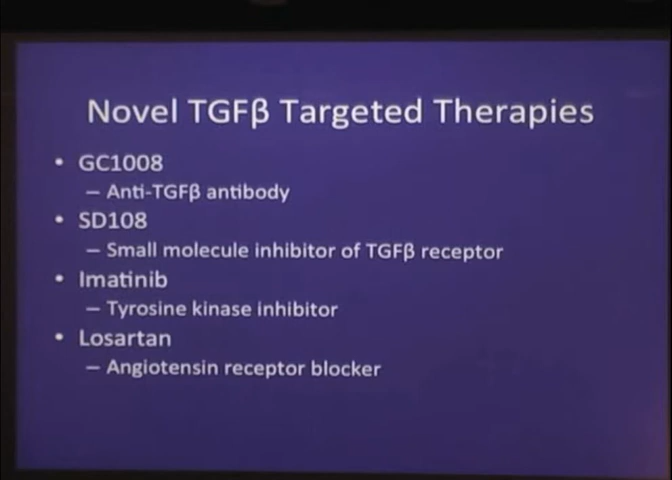 Novel TGFβ Targeted Therapies
• GC1008
– Anti-TGFβ antibody
• SD108
– Small molecule inhibitor of TGFβ receptor
• Imatinib
– Tyrosine kinase inhibitor
• Losartan
– Angiotensin receptor blocker